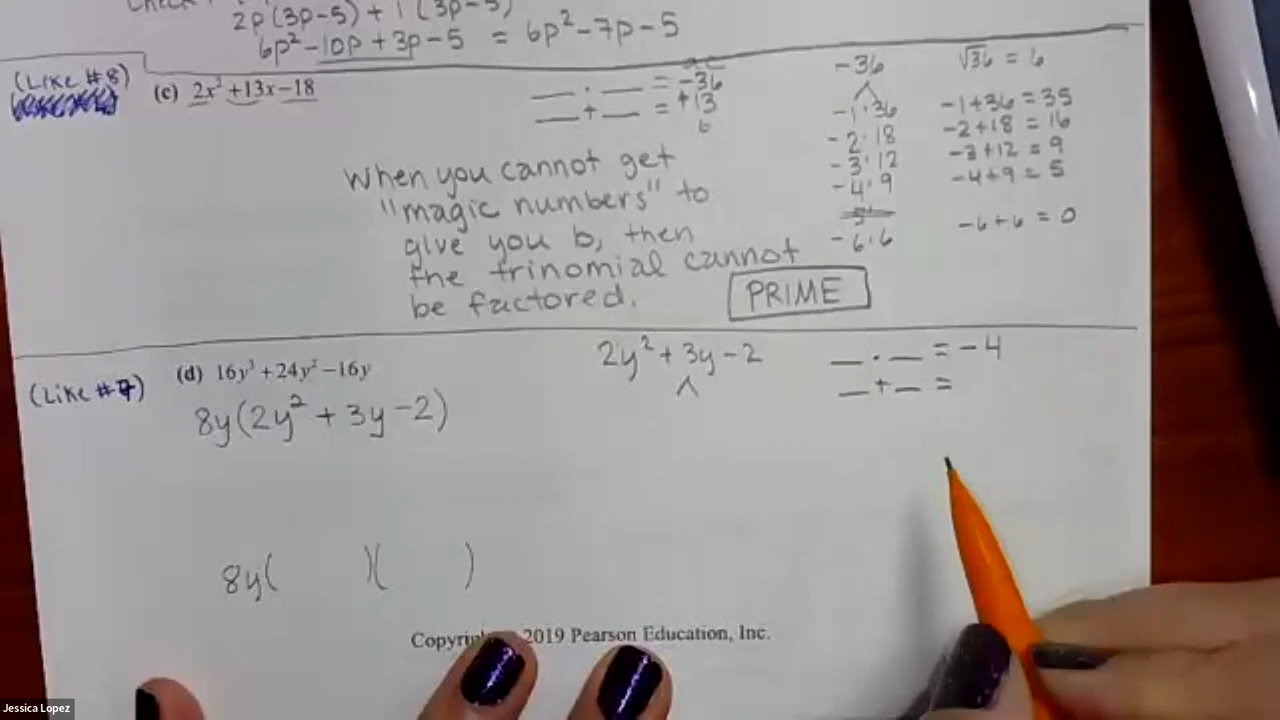 2p(3p-5) + 1(3p-5)
6p²-10p + 3p-5 = 6p²-7p-5
(Like #8)
(c) 2x² +13x-18
__ · __ = -36
__ + __ = +13
b
-36
-1·36
-2·18
-3·12
-4·9
-6·6
√36 = 6
-1+36 = 35
-2+18 = 16
-3+12 = 9
-4+9 = 5
-6+6 = 0
When you cannot get
"magic numbers" to
give you b, then
the trinomial cannot
be factored.
PRIME
(Like #7)
(d) 16y³ +24y² -16y
8y(2y² + 3y -2)
2y² + 3y -2
__ · __ = -4
__ + __ =
8y( )( )
2019 Pearson Education, Inc.
Jessica Lopez